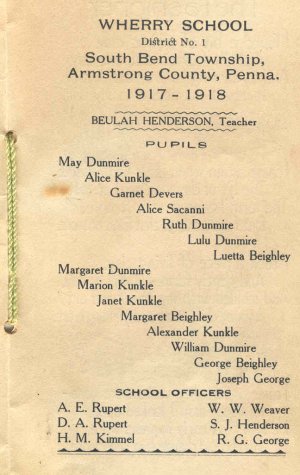 WHERRY SCHOOL
District No. 1
South Bend Township,
Armstrong County, Penna.
1917 - 1918
BEULAH HENDERSON, Teacher
PUPILS
May Dunmire
Alice Kunkle
Garnet Devers
Alice Sacanni
Ruth Dunmire
Lulu Dunmire
Luetta Beighley
Margaret Dunmire
Marion Kunkle
Janet Kunkle
Margaret Beighley
Alexander Kunkle
William Dunmire
George Beighley
Joseph George
SCHOOL OFFICERS
A. E. Rupert W. W. Weaver
D. A. Rupert S. J. Henderson
H. M. Kimmel R. G. George